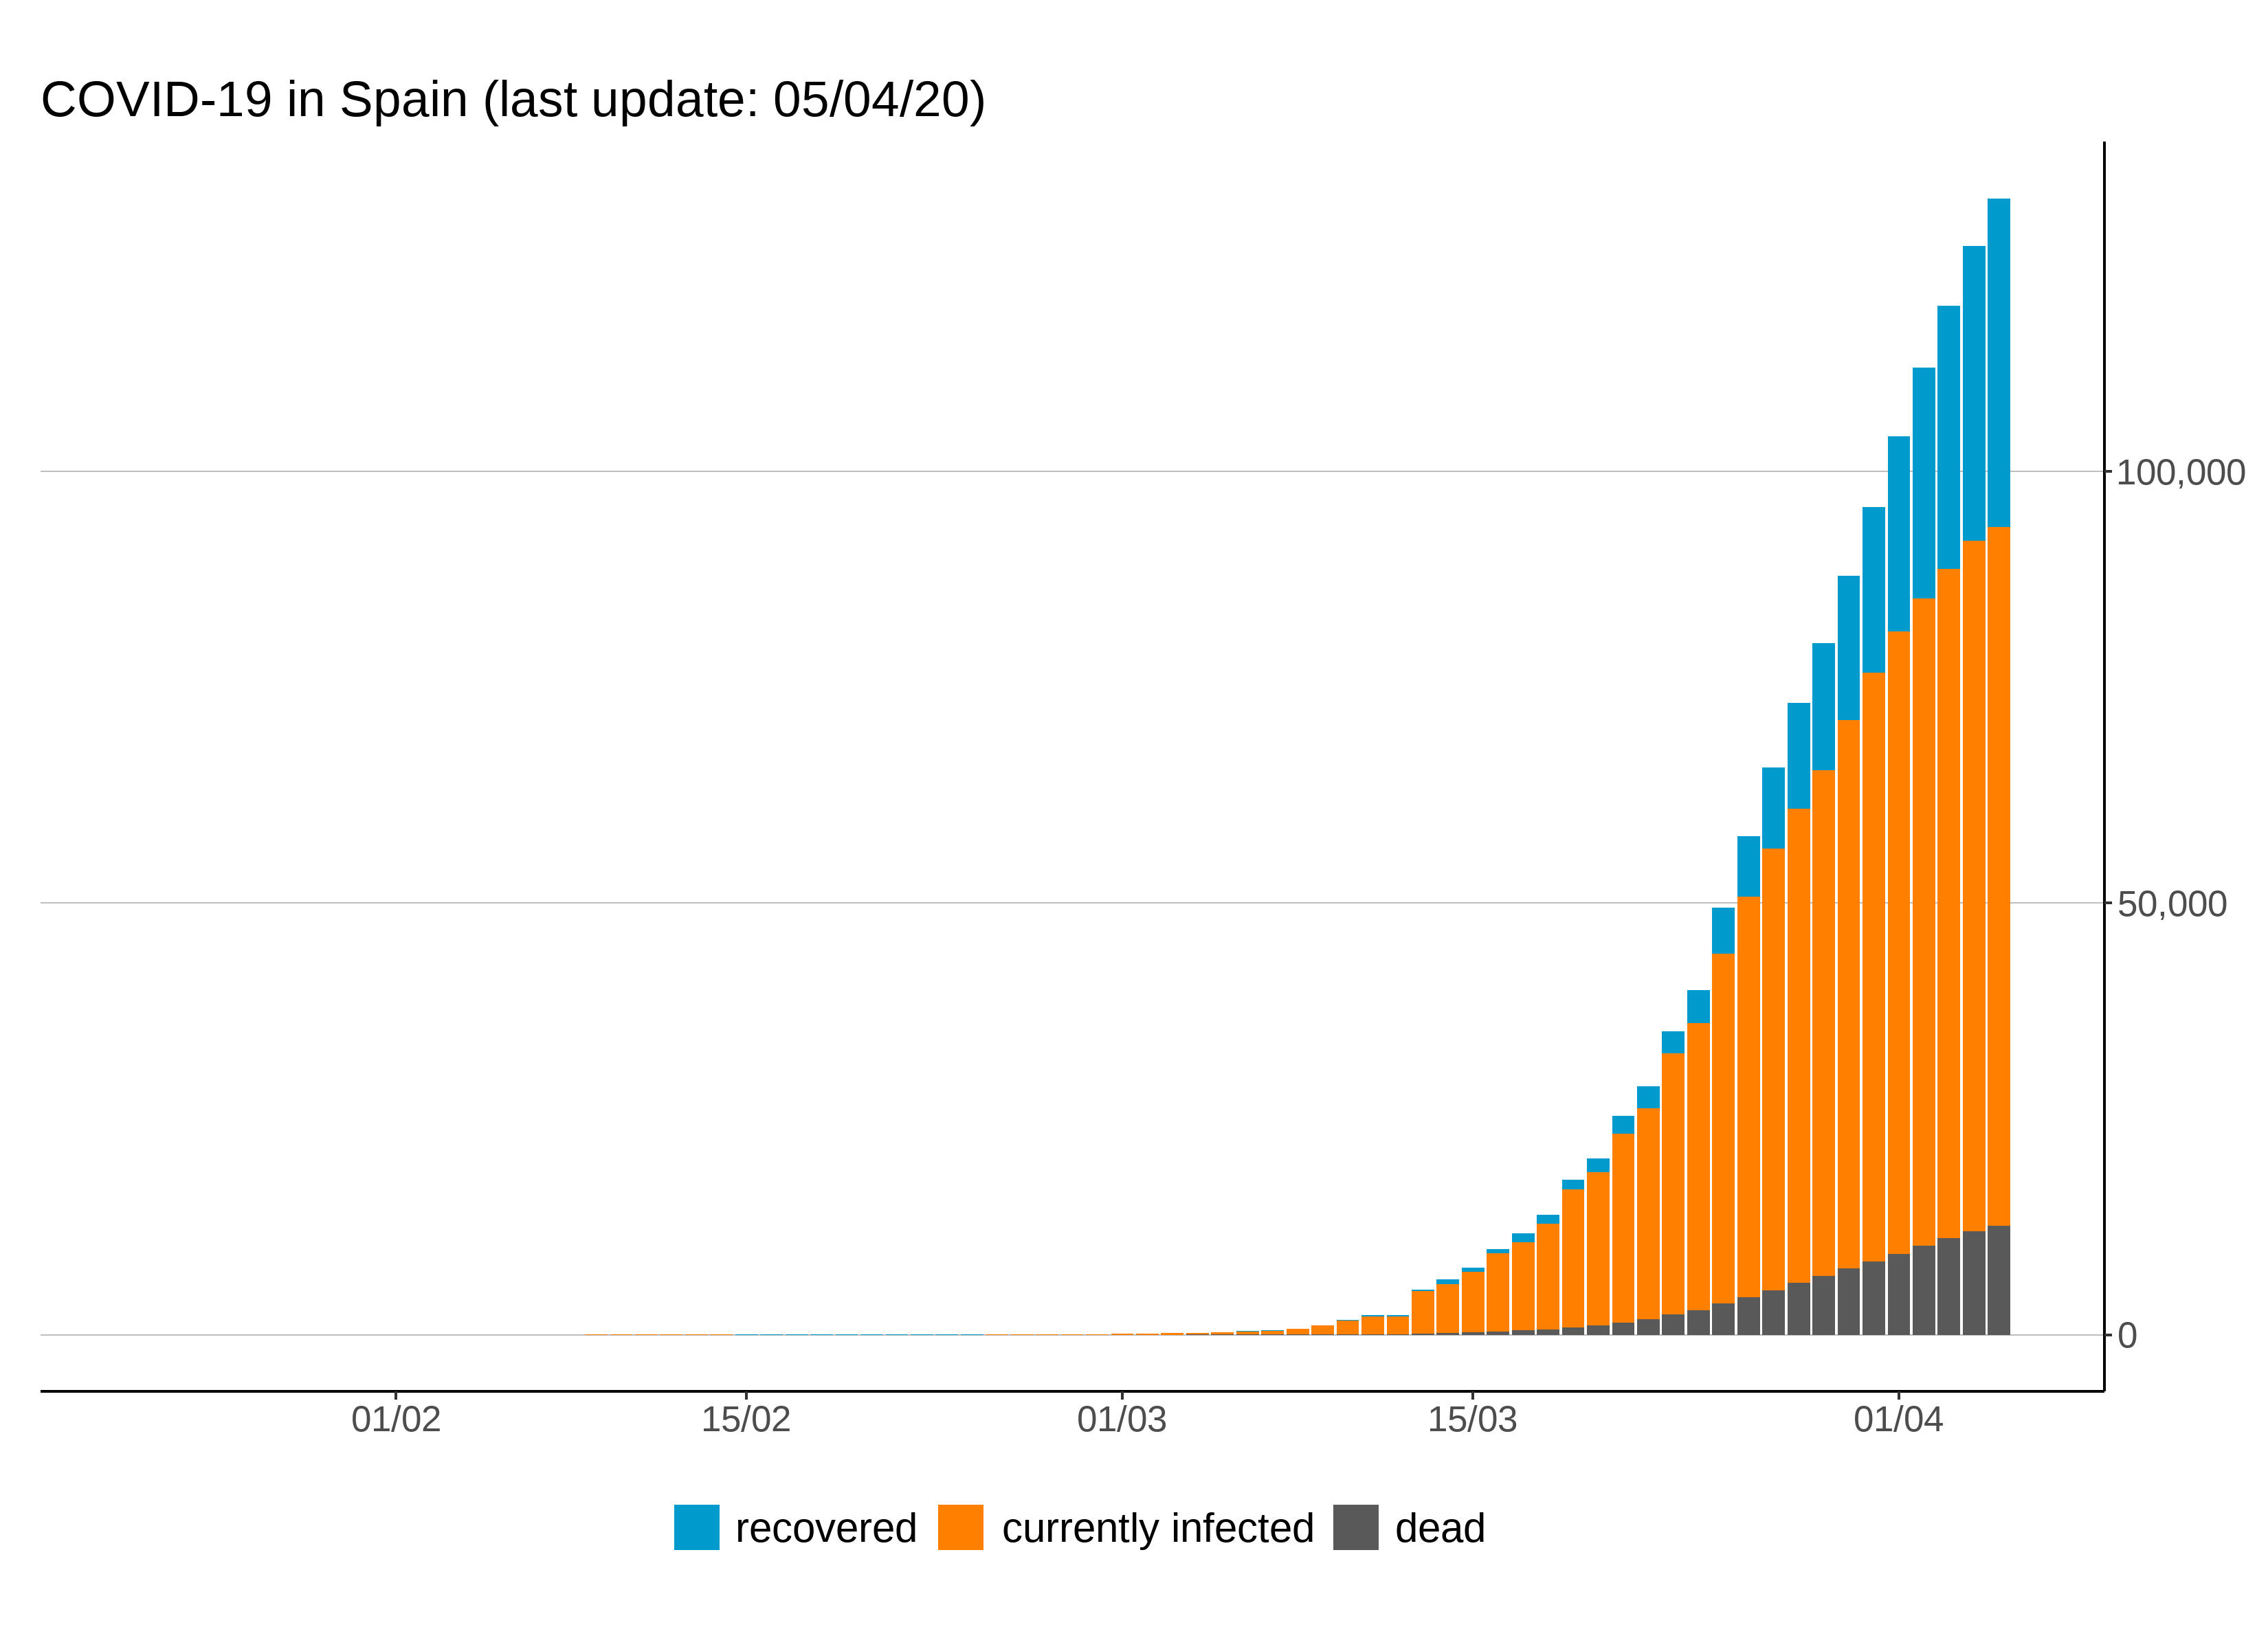 COVID-19 in Spain (last update: 05/04/20)
100,000
50,000
0
01/02 15/02 01/03 15/03 01/04
recovered currently infected dead